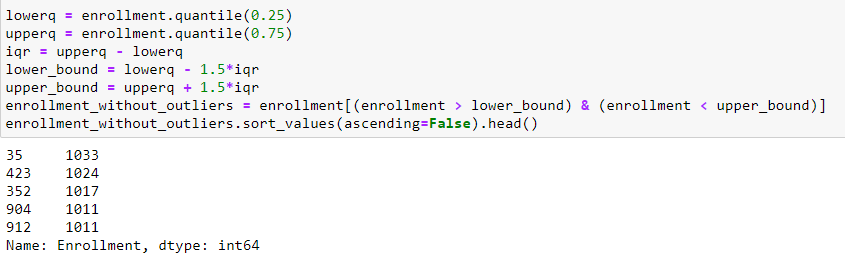 lowerq = enrollment.quantile(0.25)
upperq = enrollment.quantile(0.75)
iqr = upperq - lowerq
lower_bound = lowerq - 1.5*iqr
upper_bound = upperq + 1.5*iqr
enrollment_without_outliers = enrollment[(enrollment > lower_bound) & (enrollment < upper_bound)]
enrollment_without_outliers.sort_values(ascending=False).head()
35     1033
423    1024
352    1017
904    1011
912    1011
Name: Enrollment, dtype: int64